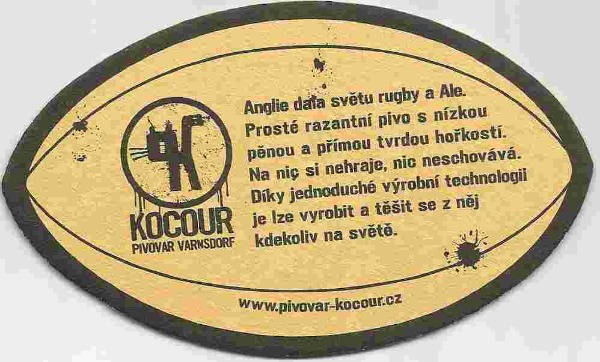 Anglie dala světu rugby a Ale.
Prosté razantní pivo s nízkou
pěnou a přímou tvrdou hořkostí.
Na nic si nehraje, nic neschovává.
Díky jednoduché výrobní technologii
je lze vyrobit a těšit se z něj
kdekoliv na světě.
KOCOUR
PIVOVAR VARNSDORF
www.pivovar-kocour.cz